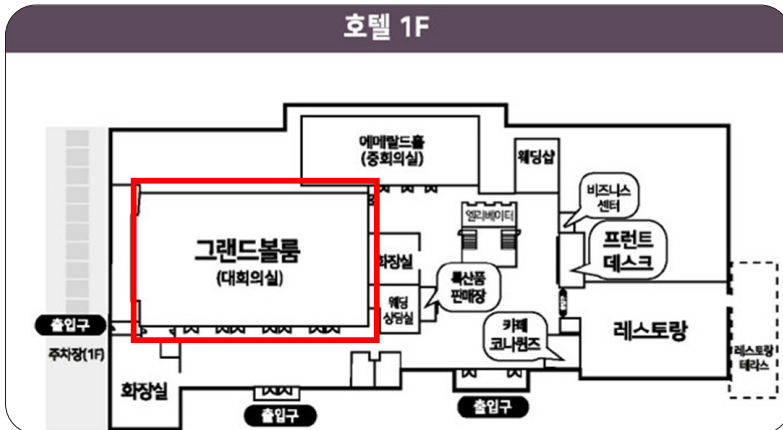 호텔 1F
에메랄드홀
(중회의실)
웨딩샵
비즈니스
센터
엘리베이터
그랜드볼룸
(대회의실)
화장실
프런트
데스크
특산품
판매장
웨딩
상담실
카페
코나퀸즈
출입구
주차장(1F)
레스토랑
레스토랑
테라스
화장실
출입구
출입구